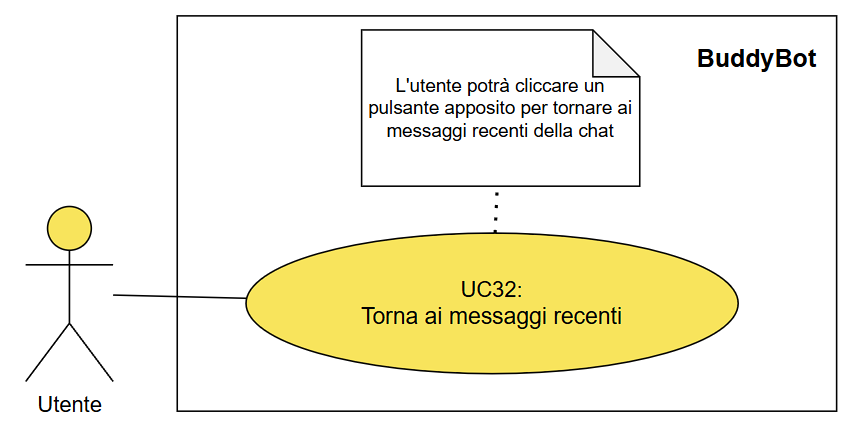 BuddyBot
L'utente potrà cliccare un
pulsante apposito per tornare ai
messaggi recenti della chat
UC32:
Torna ai messaggi recenti
Utente